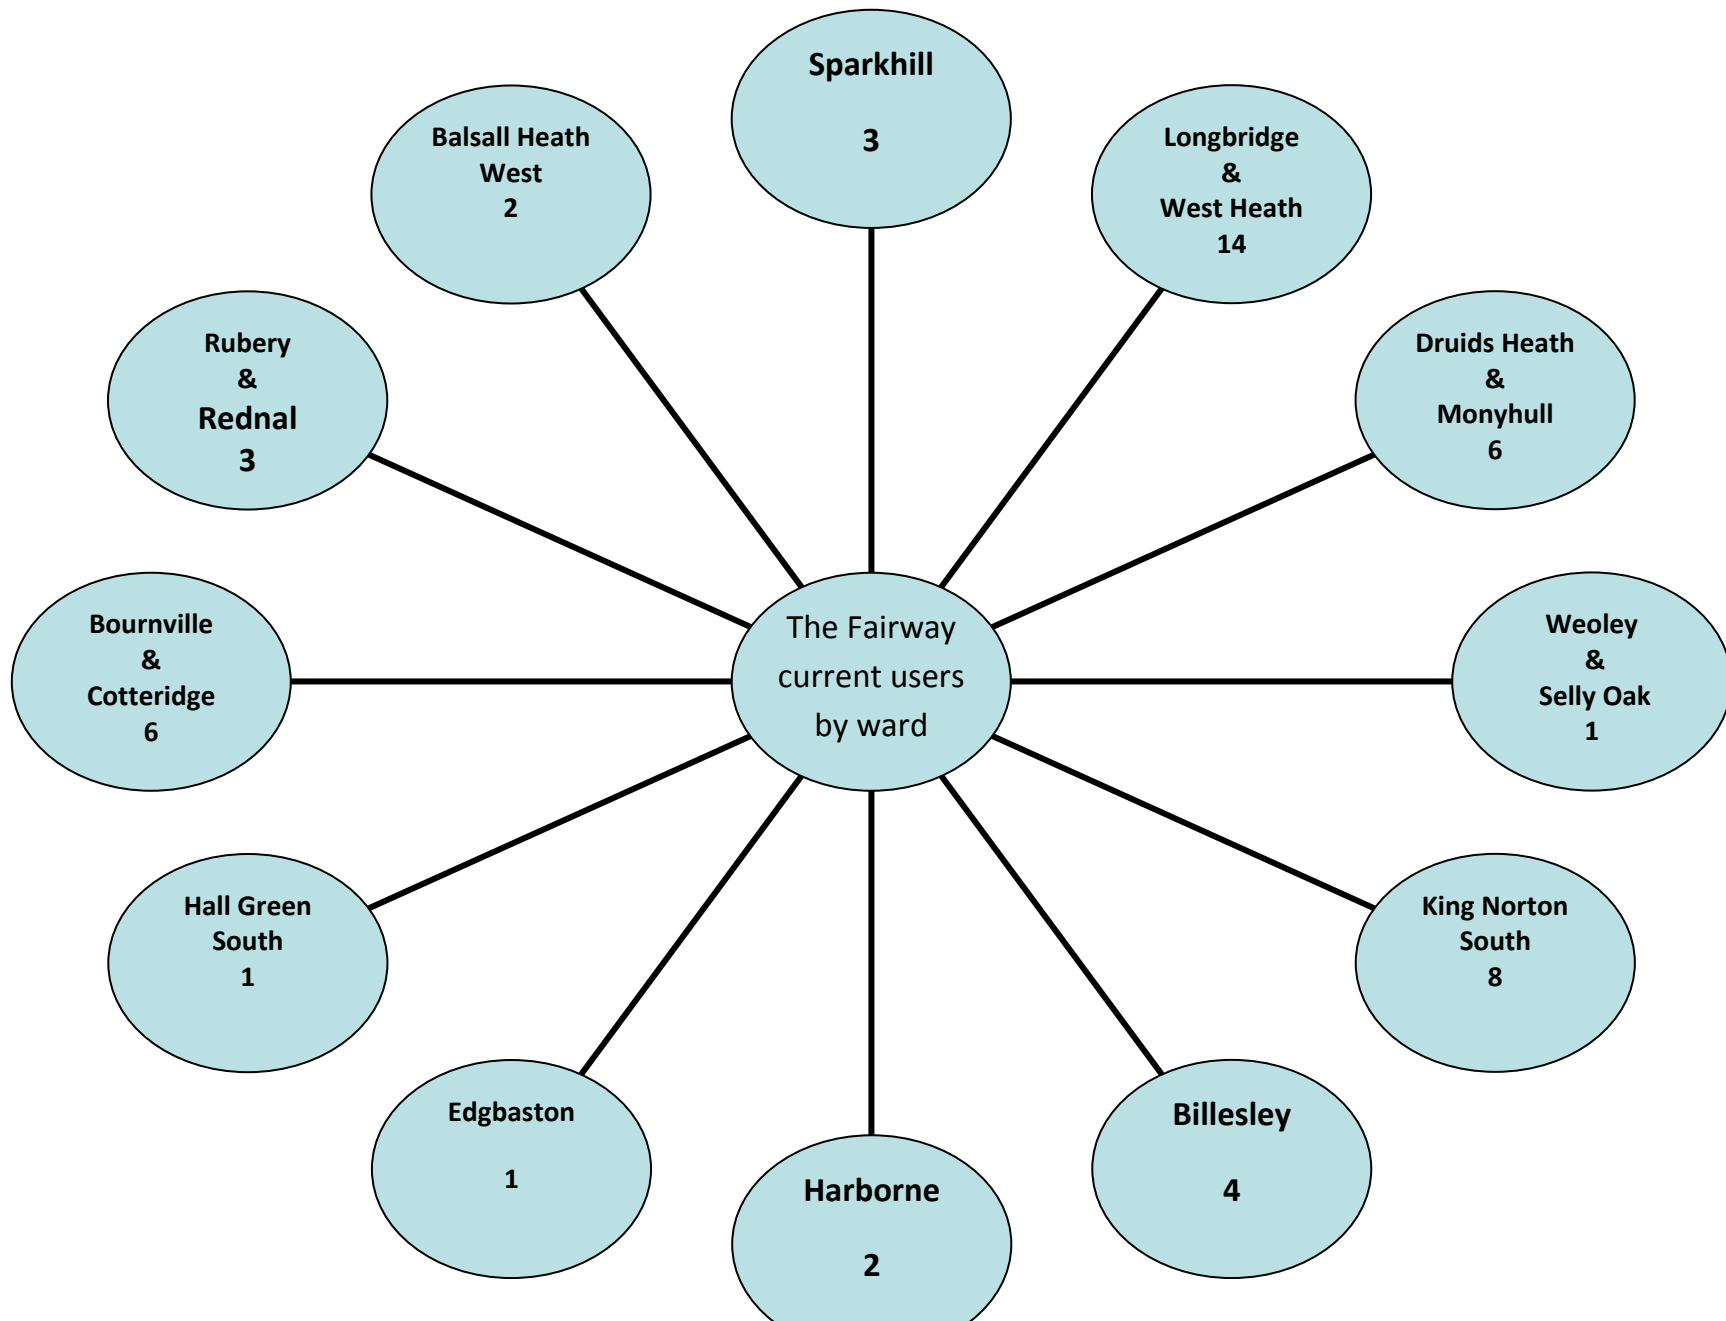 Sparkhill
3
Longbridge
&
West Heath
14
Druids Heath
&
Monyhull
6
Weoley
&
Selly Oak
1
King Norton
South
8
Billesley
4
Harborne
2
Edgbaston
1
Hall Green
South
1
Bournville
&
Cotteridge
6
Rubery
&
Rednal
3
Balsall Heath
West
2
The Fairway
current users
by ward